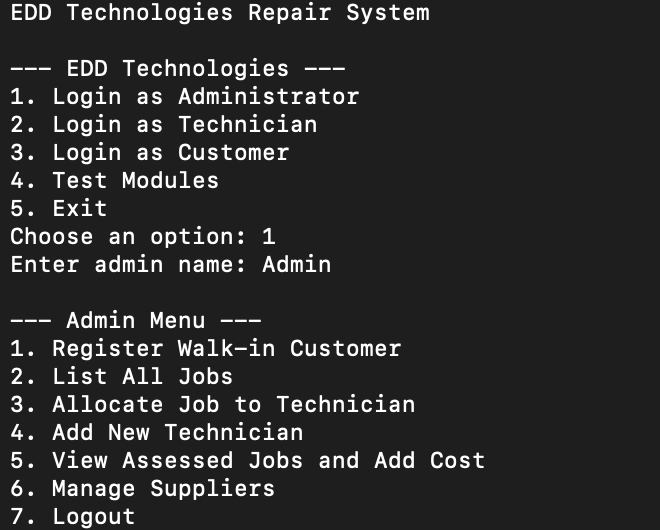 EDD Technologies Repair System
--- EDD Technologies ---
1. Login as Administrator
2. Login as Technician
3. Login as Customer
4. Test Modules
5. Exit
Choose an option: 1
Enter admin name: Admin
--- Admin Menu ---
1. Register Walk-in Customer
2. List All Jobs
3. Allocate Job to Technician
4. Add New Technician
5. View Assessed Jobs and Add Cost
6. Manage Suppliers
7. Logout